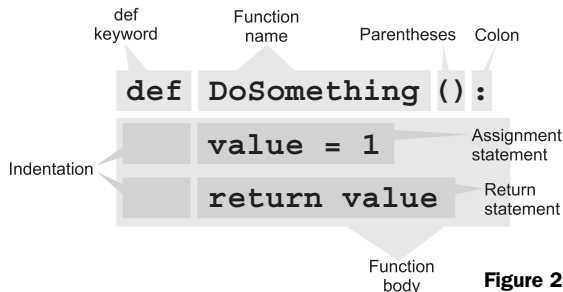 def
keyword
Function
name
Parentheses
Colon
def DoSomething ():
value = 1
Assignment
statement
Indentation
return value
Return
statement
Function
body
Figure 2